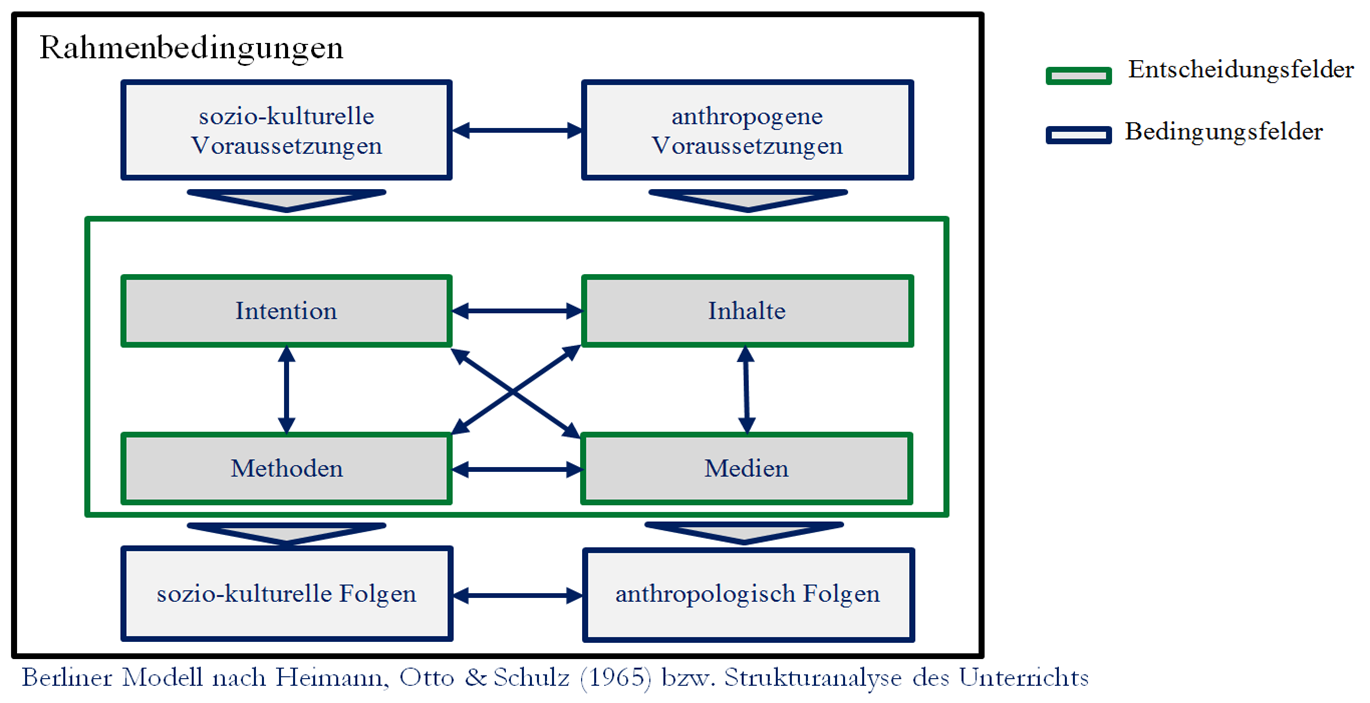 Rahmenbedingungen
Entscheidungsfelder
Bedingungsfelder
sozio-kulturelle
Voraussetzungen
anthropogene
Voraussetzungen
Intention
Inhalte
Methoden
Medien
sozio-kulturelle Folgen
anthropologisch Folgen
Berliner Modell nach Heimann, Otto & Schulz (1965) bzw. Strukturanalyse des Unterrichts